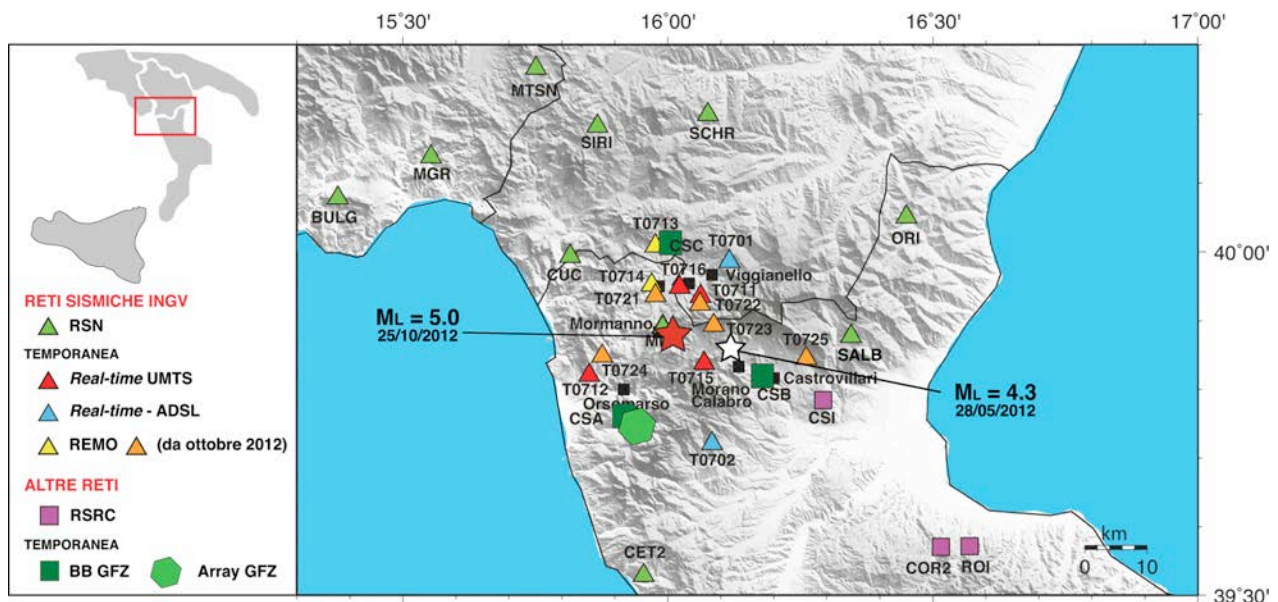 15°30' 16°00' 16°30' 17°00'
MTSN
SIRI
SCHR
MGR
BULG
ORI
T0713
CSC
T0701
40°00'
CUC
T0714
T0716
Viggianello
T0721
T0711
T0722
Mormanno
T0723
T0725
SALB
ML = 5.0
25/10/2012
T0724
T0712
T0715
Morano
Calabro
CSB
Castrovillari
ML = 4.3
28/05/2012
Orsomarso
CSA
CSI
T0702
CET2
COR2
ROI
km
0 10
39°30'
RETI SISMICHE INGV
RSN
TEMPORANEA
Real-time UMTS
Real-time - ADSL
REMO (da ottobre 2012)
ALTRE RETI
RSRC
TEMPORANEA
BB GFZ Array GFZ